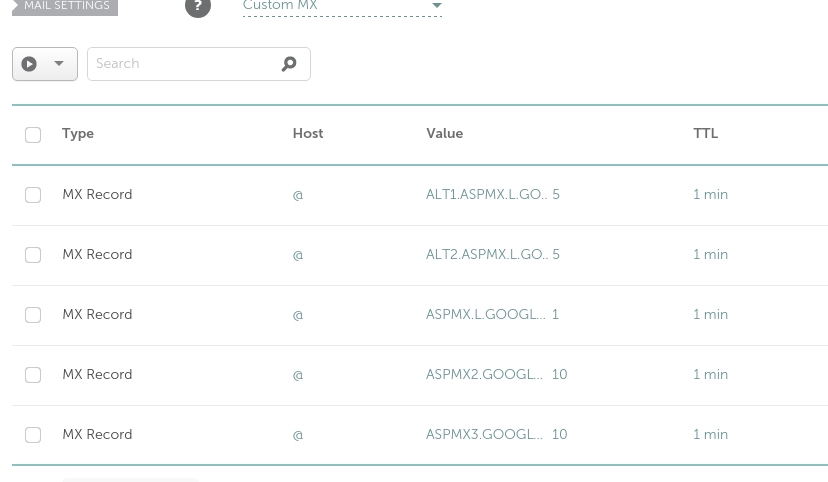 MAIL SETTINGS ? Custom MX
Search
Type Host Value TTL
MX Record @ ALT1.ASPMX.L.GO.. 5 1 min
MX Record @ ALT2.ASPMX.L.GO.. 5 1 min
MX Record @ ASPMX.L.GOOGL... 1 1 min
MX Record @ ASPMX2.GOOGL... 10 1 min
MX Record @ ASPMX3.GOOGL... 10 1 min